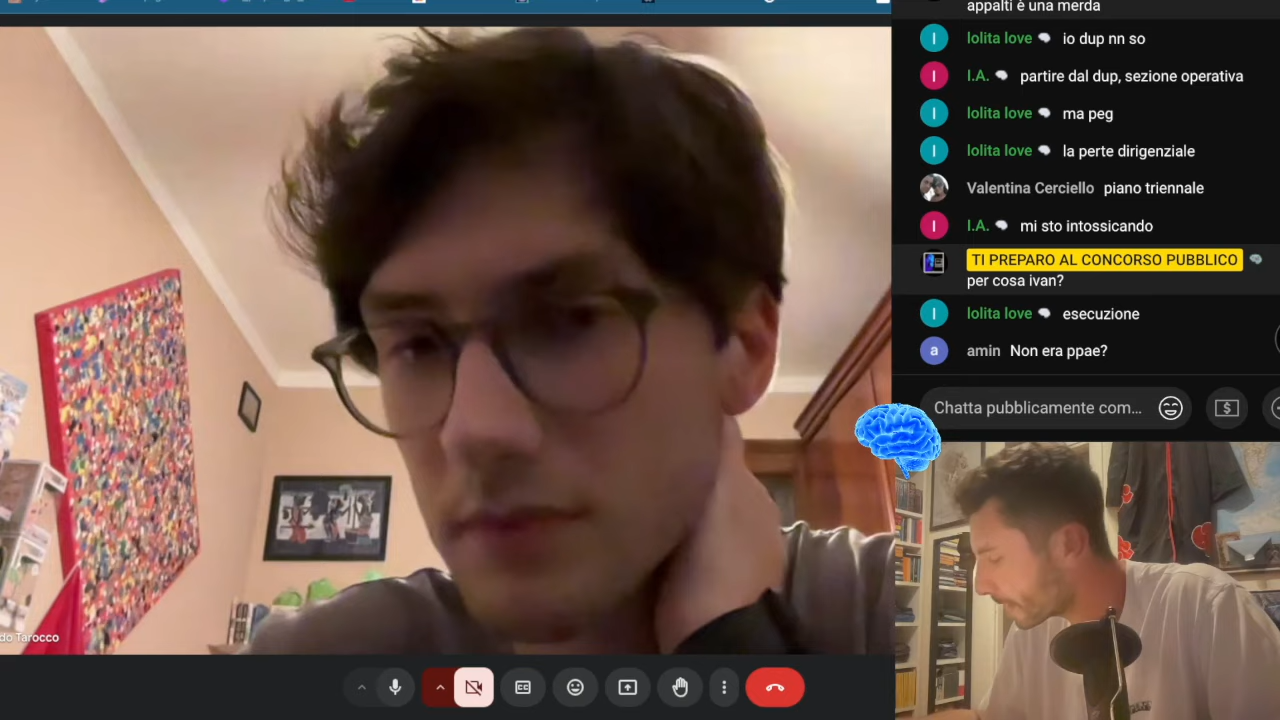 appalti è una merda
lolita love io dup nn so
I.A. partire dal dup, sezione operativa
lolita love ma peg
lolita love la perte dirigenziale
Valentina Cerciello piano triennale
I.A. mi sto intossicando
TI PREPARO AL CONCORSO PUBBLICO
per cosa ivan?
lolita love esecuzione
a amin Non era ppae?
Chatta pubblicamente com...
do Tarocco